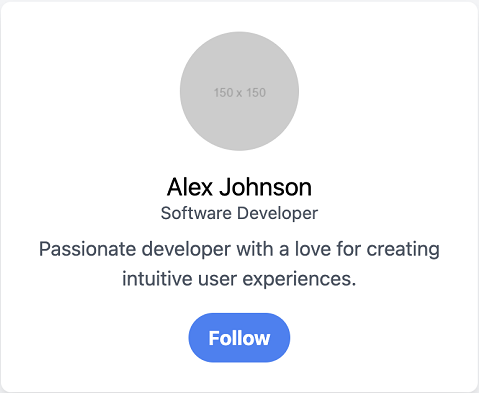 150 x 150
Alex Johnson
Software Developer
Passionate developer with a love for creating
intuitive user experiences.
Follow